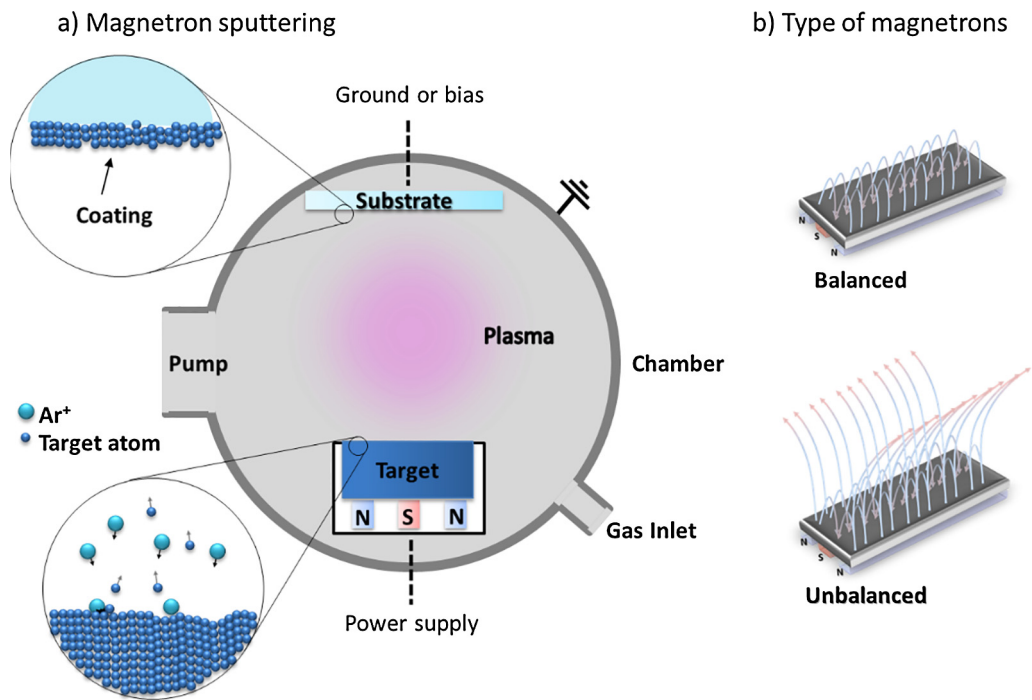 a) Magnetron sputtering
b) Type of magnetrons
Ground or bias
Coating
Substrate
Plasma
Pump
Chamber
Ar⁺
Target atom
Target
N S N
Gas Inlet
Power supply
N
S
N
Balanced
N
S
N
Unbalanced